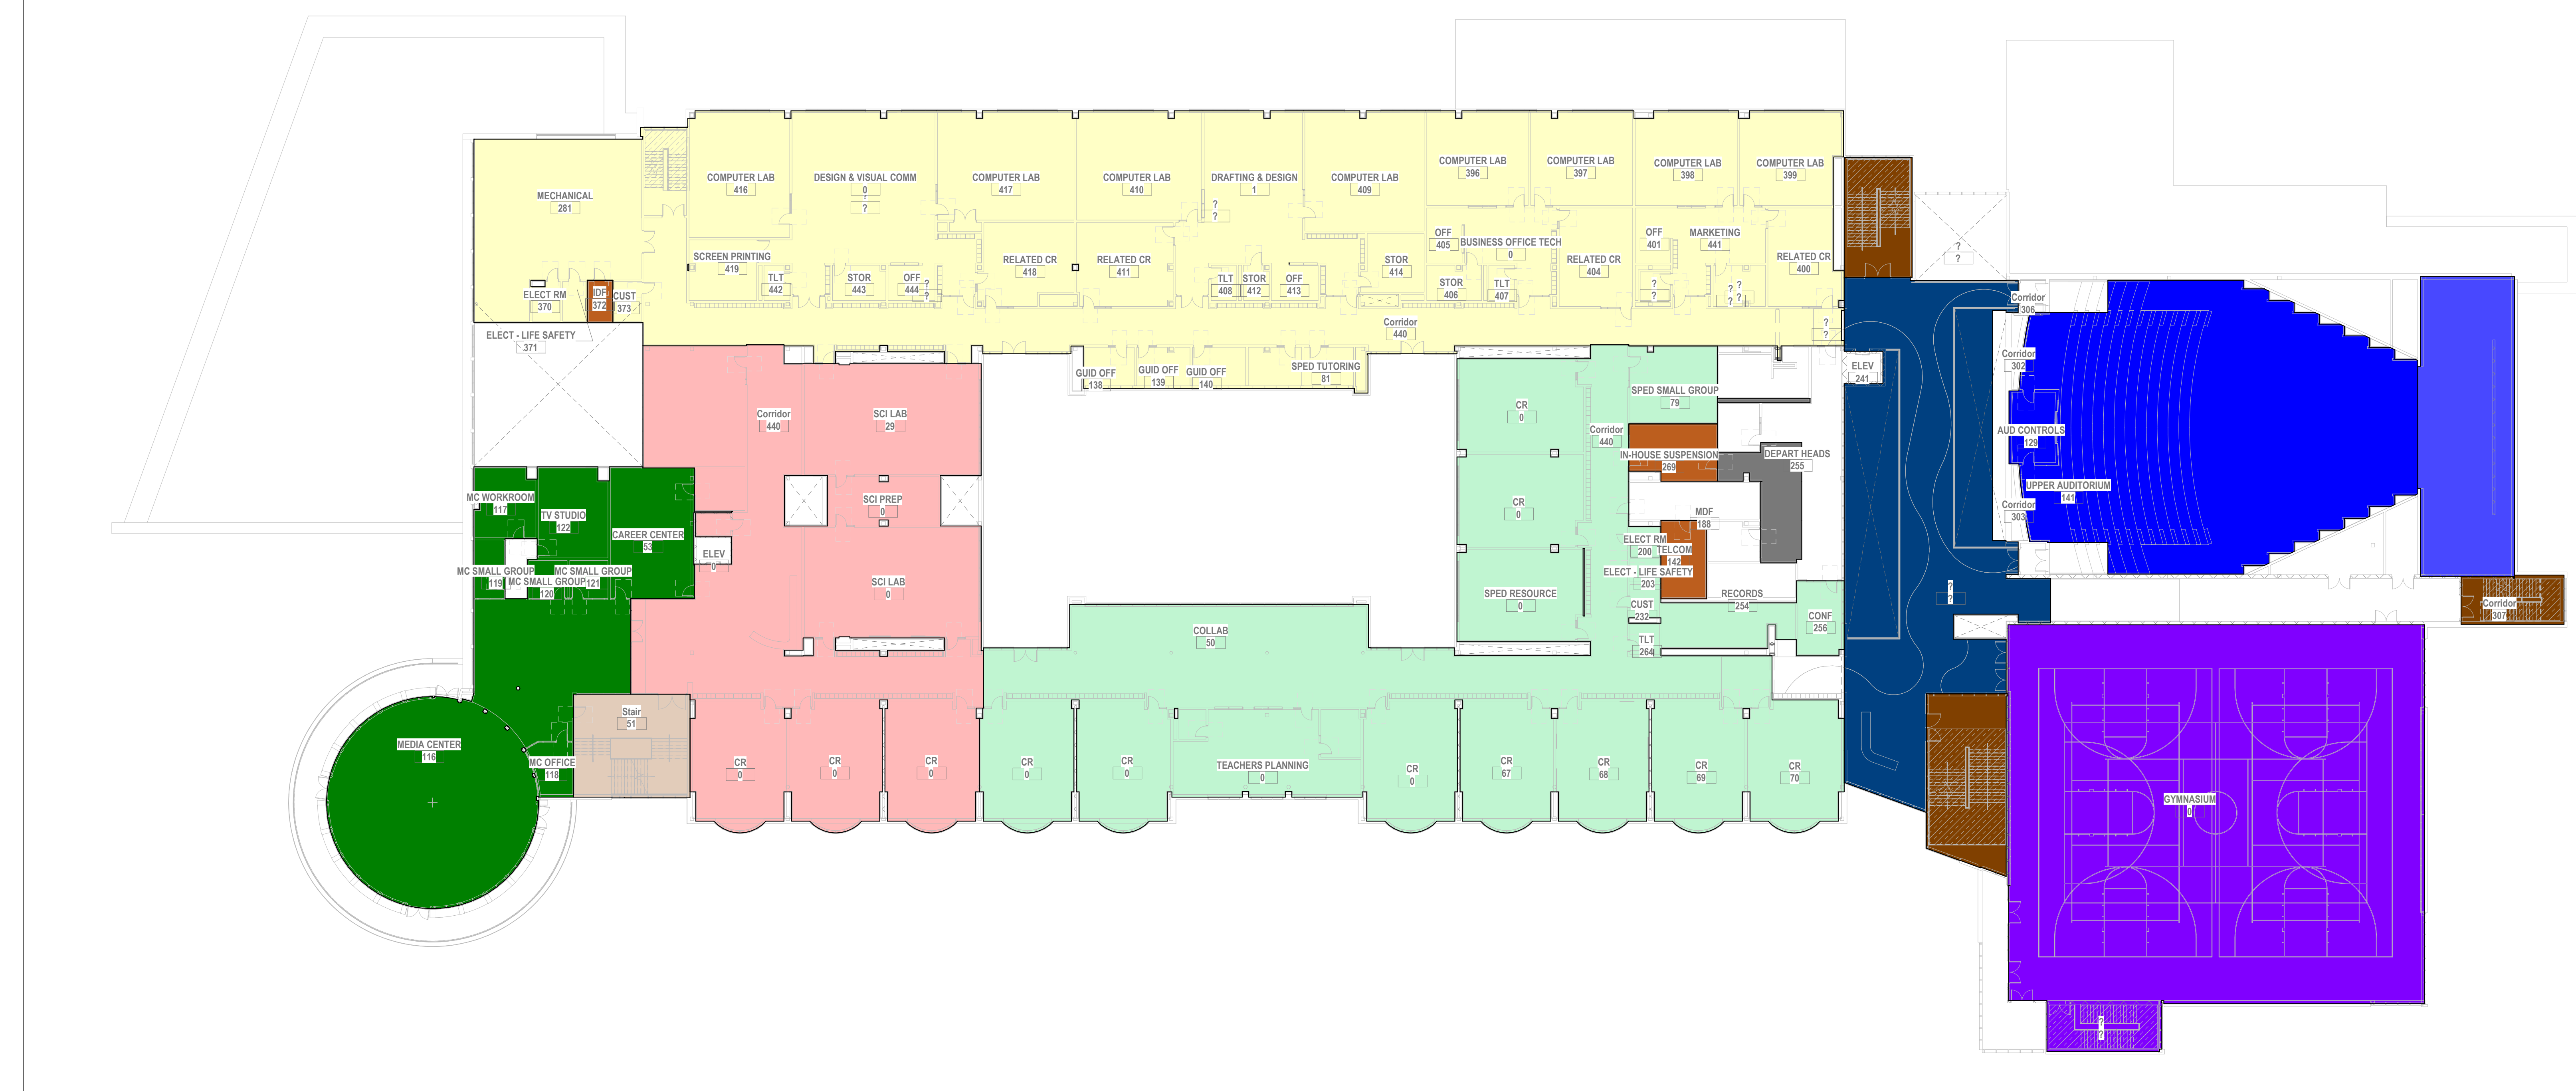 MECHANICAL
281
COMPUTER LAB
416
DESIGN & VISUAL COMM
0
?
?
COMPUTER LAB
417
COMPUTER LAB
410
DRAFTING & DESIGN
1
?
?
COMPUTER LAB
409
COMPUTER LAB
396
COMPUTER LAB
397
COMPUTER LAB
398
COMPUTER LAB
399
SCREEN PRINTING
419
TLT
442
STOR
443
OFF
444
?
?
RELATED CR
418
RELATED CR
411
TLT
408
STOR
412
OFF
413
STOR
414
OFF
405
BUSINESS OFFICE TECH
0
STOR
406
TLT
407
RELATED CR
404
OFF
401
MARKETING
441
?
?
?
?
?
RELATED CR
400
?
?
ELECT RM
370
IDF
372
CUST
373
ELECT - LIFE SAFETY
371
Corridor
440
GUID OFF
138
GUID OFF
139
GUID OFF
140
SPED TUTORING
81
Corridor
440
SCI LAB
29
SCI PREP
0
SCI LAB
0
ELEV
0
MC WORKROOM
117
TV STUDIO
122
CAREER CENTER
53
MC SMALL GROUP
119
MC SMALL GROUP
120
MC SMALL GROUP
121
MEDIA CENTER
116
MC OFFICE
118
Stair
51
CR
0
CR
0
CR
0
CR
0
CR
0
COLLAB
50
TEACHERS PLANNING
0
CR
0
CR
67
CR
68
CR
69
CR
70
CR
0
CR
0
SPED RESOURCE
0
SPED SMALL GROUP
79
Corridor
440
IN-HOUSE SUSPENSION
269
DEPART HEADS
255
MDF
188
ELECT RM
200
TELCOM
142
ELECT - LIFE SAFETY
203
CUST
232
RECORDS
254
CONF
256
TLT
264
ELEV
241
?
?
?
?
Corridor
306
Corridor
302
AUD CONTROLS
129
UPPER AUDITORIUM
141
Corridor
303
Corridor
307
GYMNASIUM
0
?
?